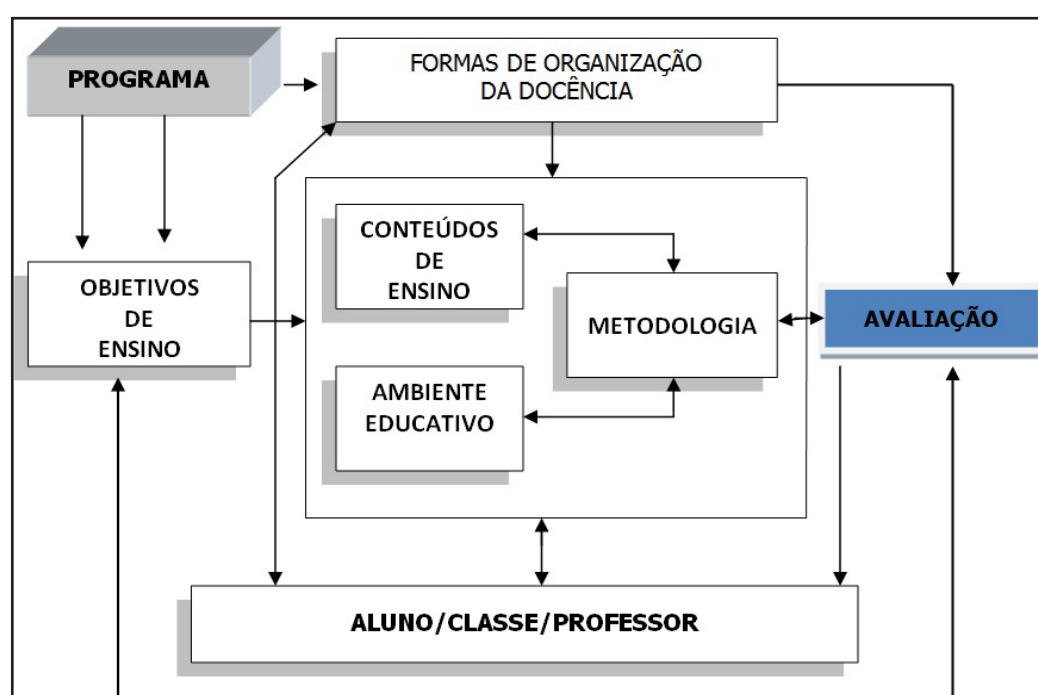 PROGRAMA
FORMAS DE ORGANIZAÇÃO
DA DOCÊNCIA
CONTEÚDOS
DE
ENSINO
OBJETIVOS
DE
ENSINO
METODOLOGIA
AVALIAÇÃO
AMBIENTE
EDUCATIVO
ALUNO/CLASSE/PROFESSOR